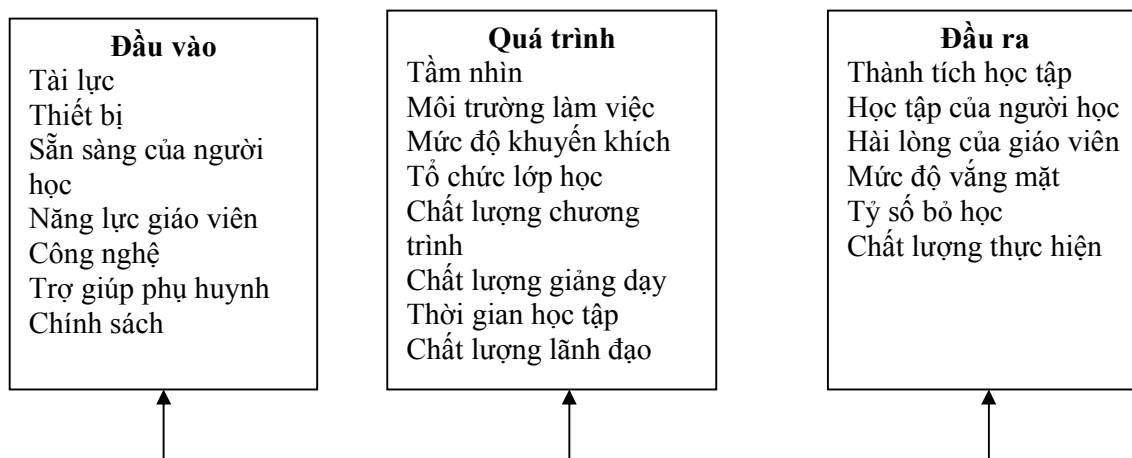 Đầu vào
Tài lực
Thiết bị
Sẵn sàng của người
học
Năng lực giáo viên
Công nghệ
Trợ giúp phụ huynh
Chính sách
Quá trình
Tầm nhìn
Môi trường làm việc
Mức độ khuyến khích
Tổ chức lớp học
Chất lượng chương
trình
Chất lượng giảng dạy
Thời gian học tập
Chất lượng lãnh đạo
Đầu ra
Thành tích học tập
Học tập của người học
Hài lòng của giáo viên
Mức độ vắng mặt
Tỷ số bỏ học
Chất lượng thực hiện